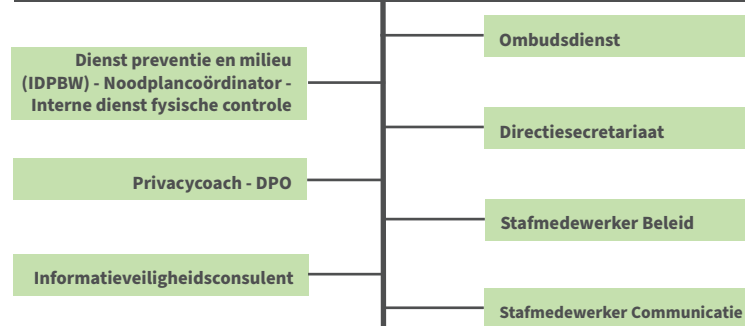 Dienst preventie en milieu
(IDPBW) - Noodplancoördinator -
Interne dienst fysische controle
Privacycoach - DPO
Informatieveiligheidsconsulent
Ombudsdienst
Directiesecretariaat
Stafmedewerker Beleid
Stafmedewerker Communicatie